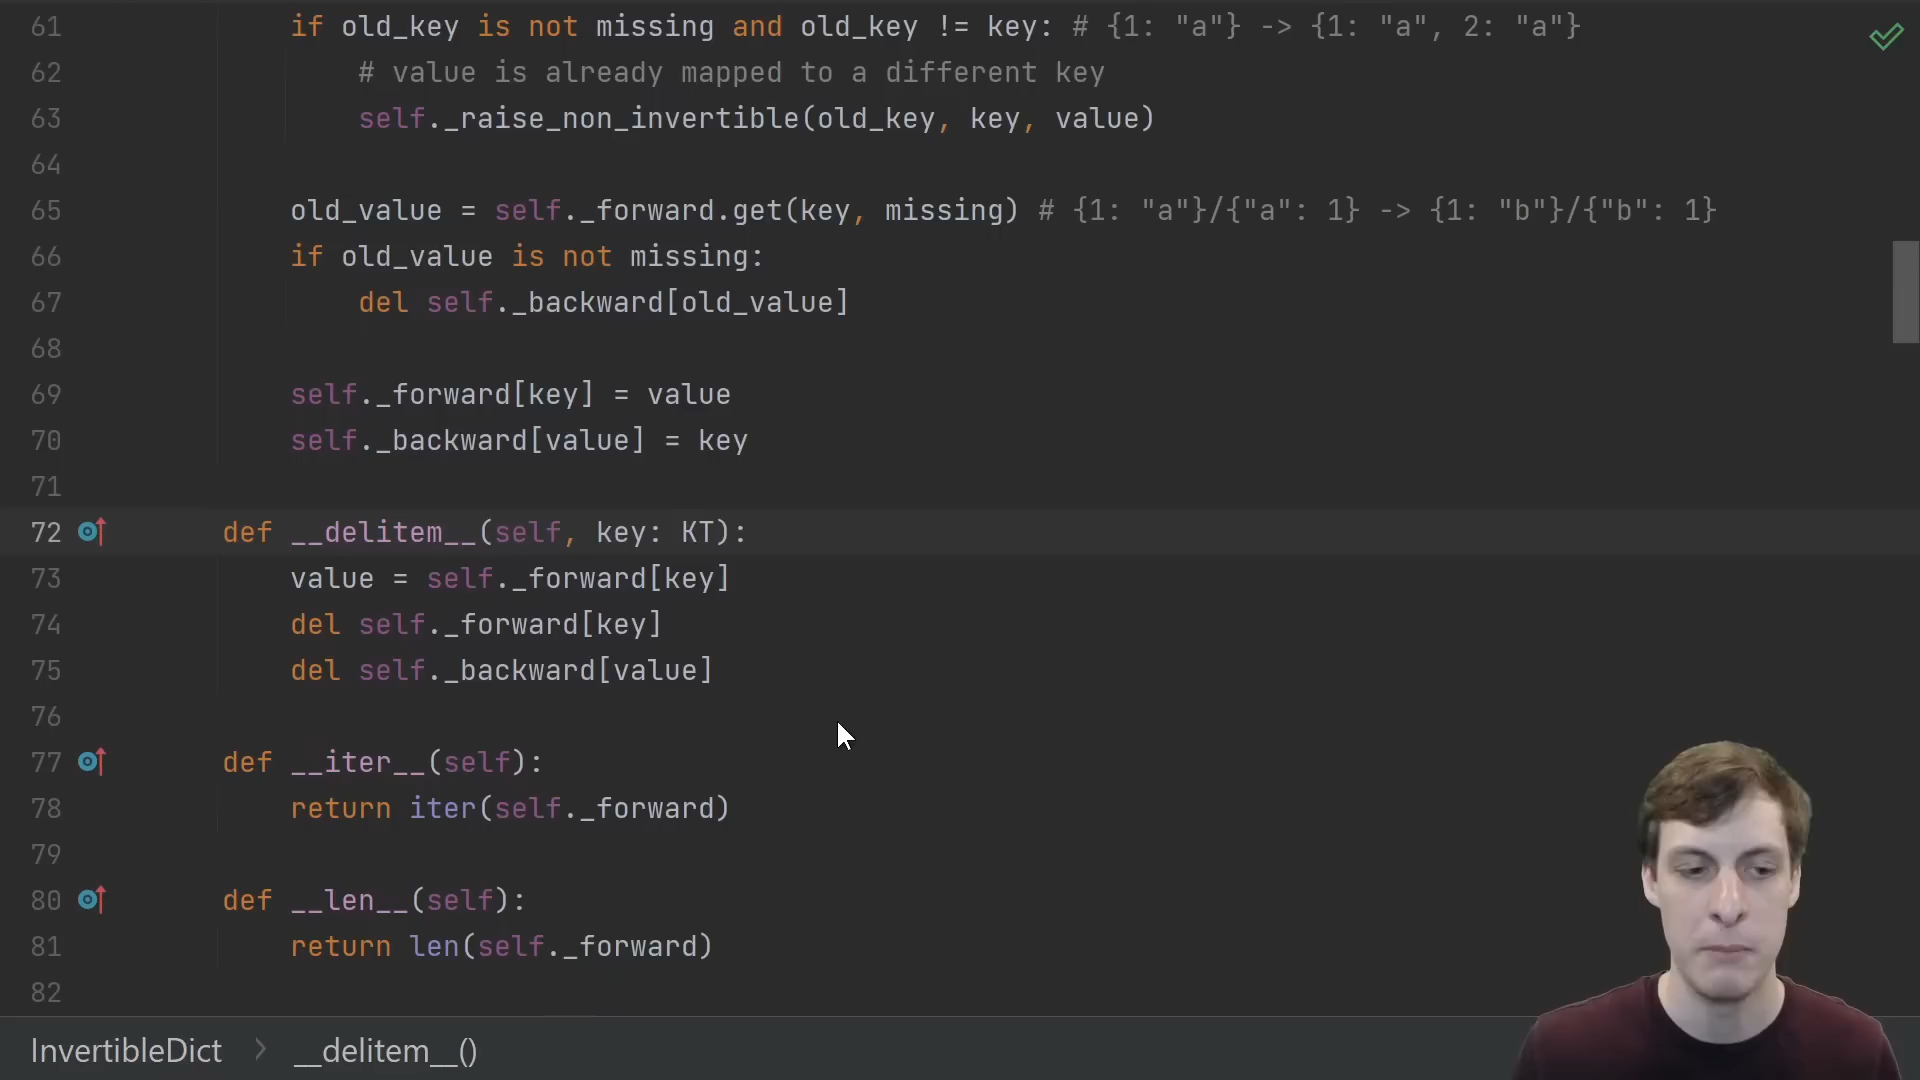 61 if old_key is not missing and old_key != key: # {1: "a"} -> {1: "a", 2: "a"}
62 # value is already mapped to a different key
63 self._raise_non_invertible(old_key, key, value)
64
65 old_value = self._forward.get(key, missing) # {1: "a"}/{"a": 1} -> {1: "b"}/{"b": 1}
66 if old_value is not missing:
67 del self._backward[old_value]
68
69 self._forward[key] = value
70 self._backward[value] = key
71
72 def __delitem__(self, key: KT):
73 value = self._forward[key]
74 del self._forward[key]
75 del self._backward[value]
76
77 def __iter__(self):
78 return iter(self._forward)
79
80 def __len__(self):
81 return len(self._forward)
82
InvertibleDict > __delitem__()